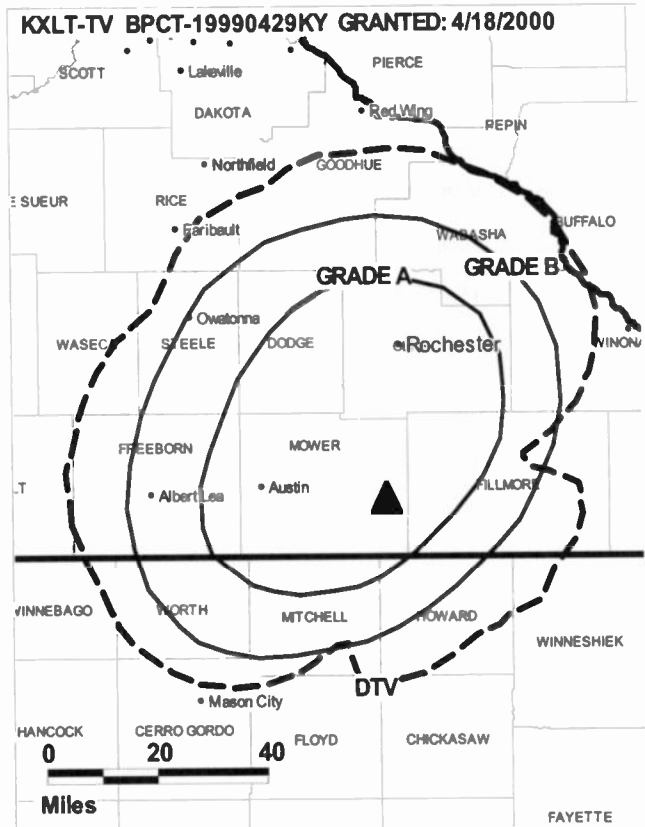 KXLT-TV BPCT-19990429KY GRANTED: 4/18/2000
PIERCE
SCOTT
Lakeville
DAKOTA
Red Wing
PEPIN
Northfield
GOODHUE
E SUEUR
RICE
BUFFALO
Faribault
WABASHA
GRADE A
GRADE B
Owatonna
WASEC
STEELE
DODGE
Rochester
WINONA
FREEBORN
MOWER
LT
Albert Lea
Austin
FILLMORE
WINNEBAGO
WORTH
MITCHELL
HOWARD
WINNESHIEK
DTV
Mason City
HANCOCK
CERRO GORDO
FLOYD
CHICKASAW
0 20 40
Miles
FAYETTE